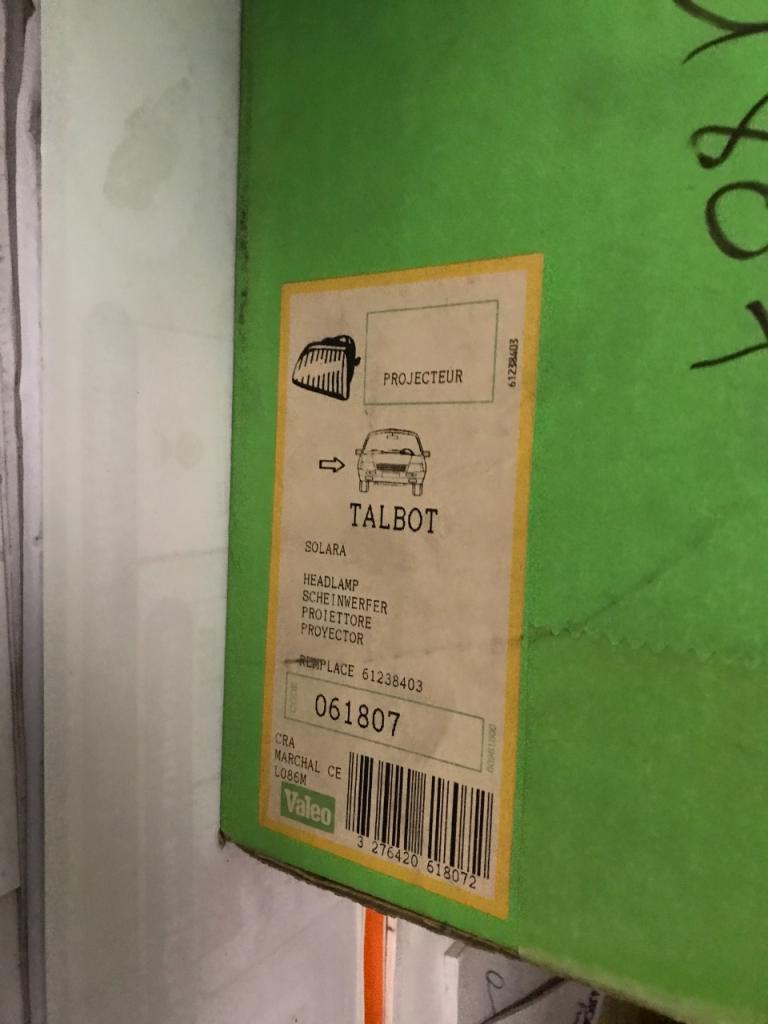 PROJECTEUR
61238403
TALBOT
SOLARA
HEADLAMP
SCHEINWERFER
PROIETTORE
PROYECTOR
REMPLACE 61238403
CODE
061807
CRA
MARCHAL CE
L086M
Valeo
3 276420 618072